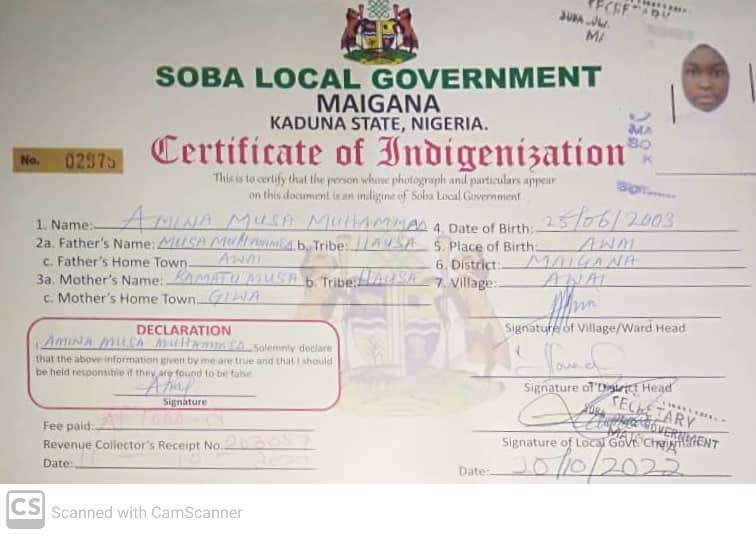 SECRETARY
SOBA LOCAL GOVERNMENT
MAIGANA
KADUNA STATE, NIGERIA.
No. 02975
Certificate of Indigenization
This is to certify that the person whose photograph and particulars appear
on this document is an indigine of Soba Local Government
Sign
1. Name: AMINA MUSA MUHAMMAD 4. Date of Birth: 25/06/2003
2a. Father's Name: MUSA MUHAMMED b. Tribe: HAUSA 5. Place of Birth: AWAI
c. Father's Home Town AWAI 6. District: MAIGANA
3a. Mother's Name: RAMATU MUSA b. Tribe: HAUSA 7. Village: AWAI
c. Mother's Home Town GIWA
Signature of Village/Ward Head
DECLARATION
I AMINA MUSA MUHAMMED Solemnly declare
that the above information given by me are true and that I should
be held responsible if they are found to be false.
Signature
Signature of District Head
SECRETARY
Fee paid:
Revenue Collector's Receipt No. 203057
Signature of Local Govt. Chairman
Date:
Date: 20/10/2022
CS Scanned with CamScanner